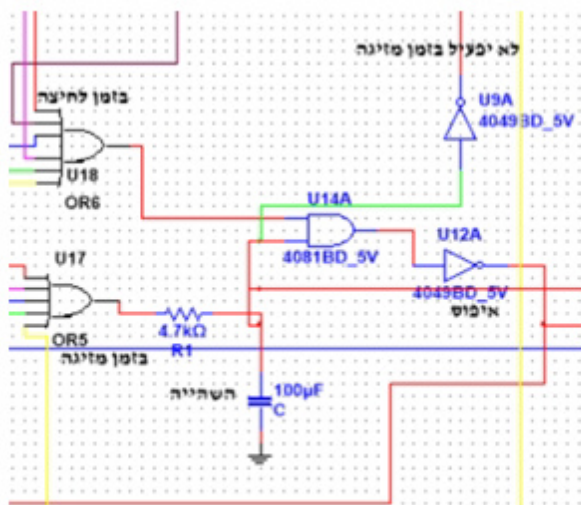 לא יפעיל בזמן מזיגה
בזמן לחיצה
U9A
4049BD_5V
U18
OR6
U14A
4081BD_5V
U12A
4049BD_5V
איפוס
U17
OR5
בזמן מזיגה
4.7kΩ
R1
השהייה
100μF
C